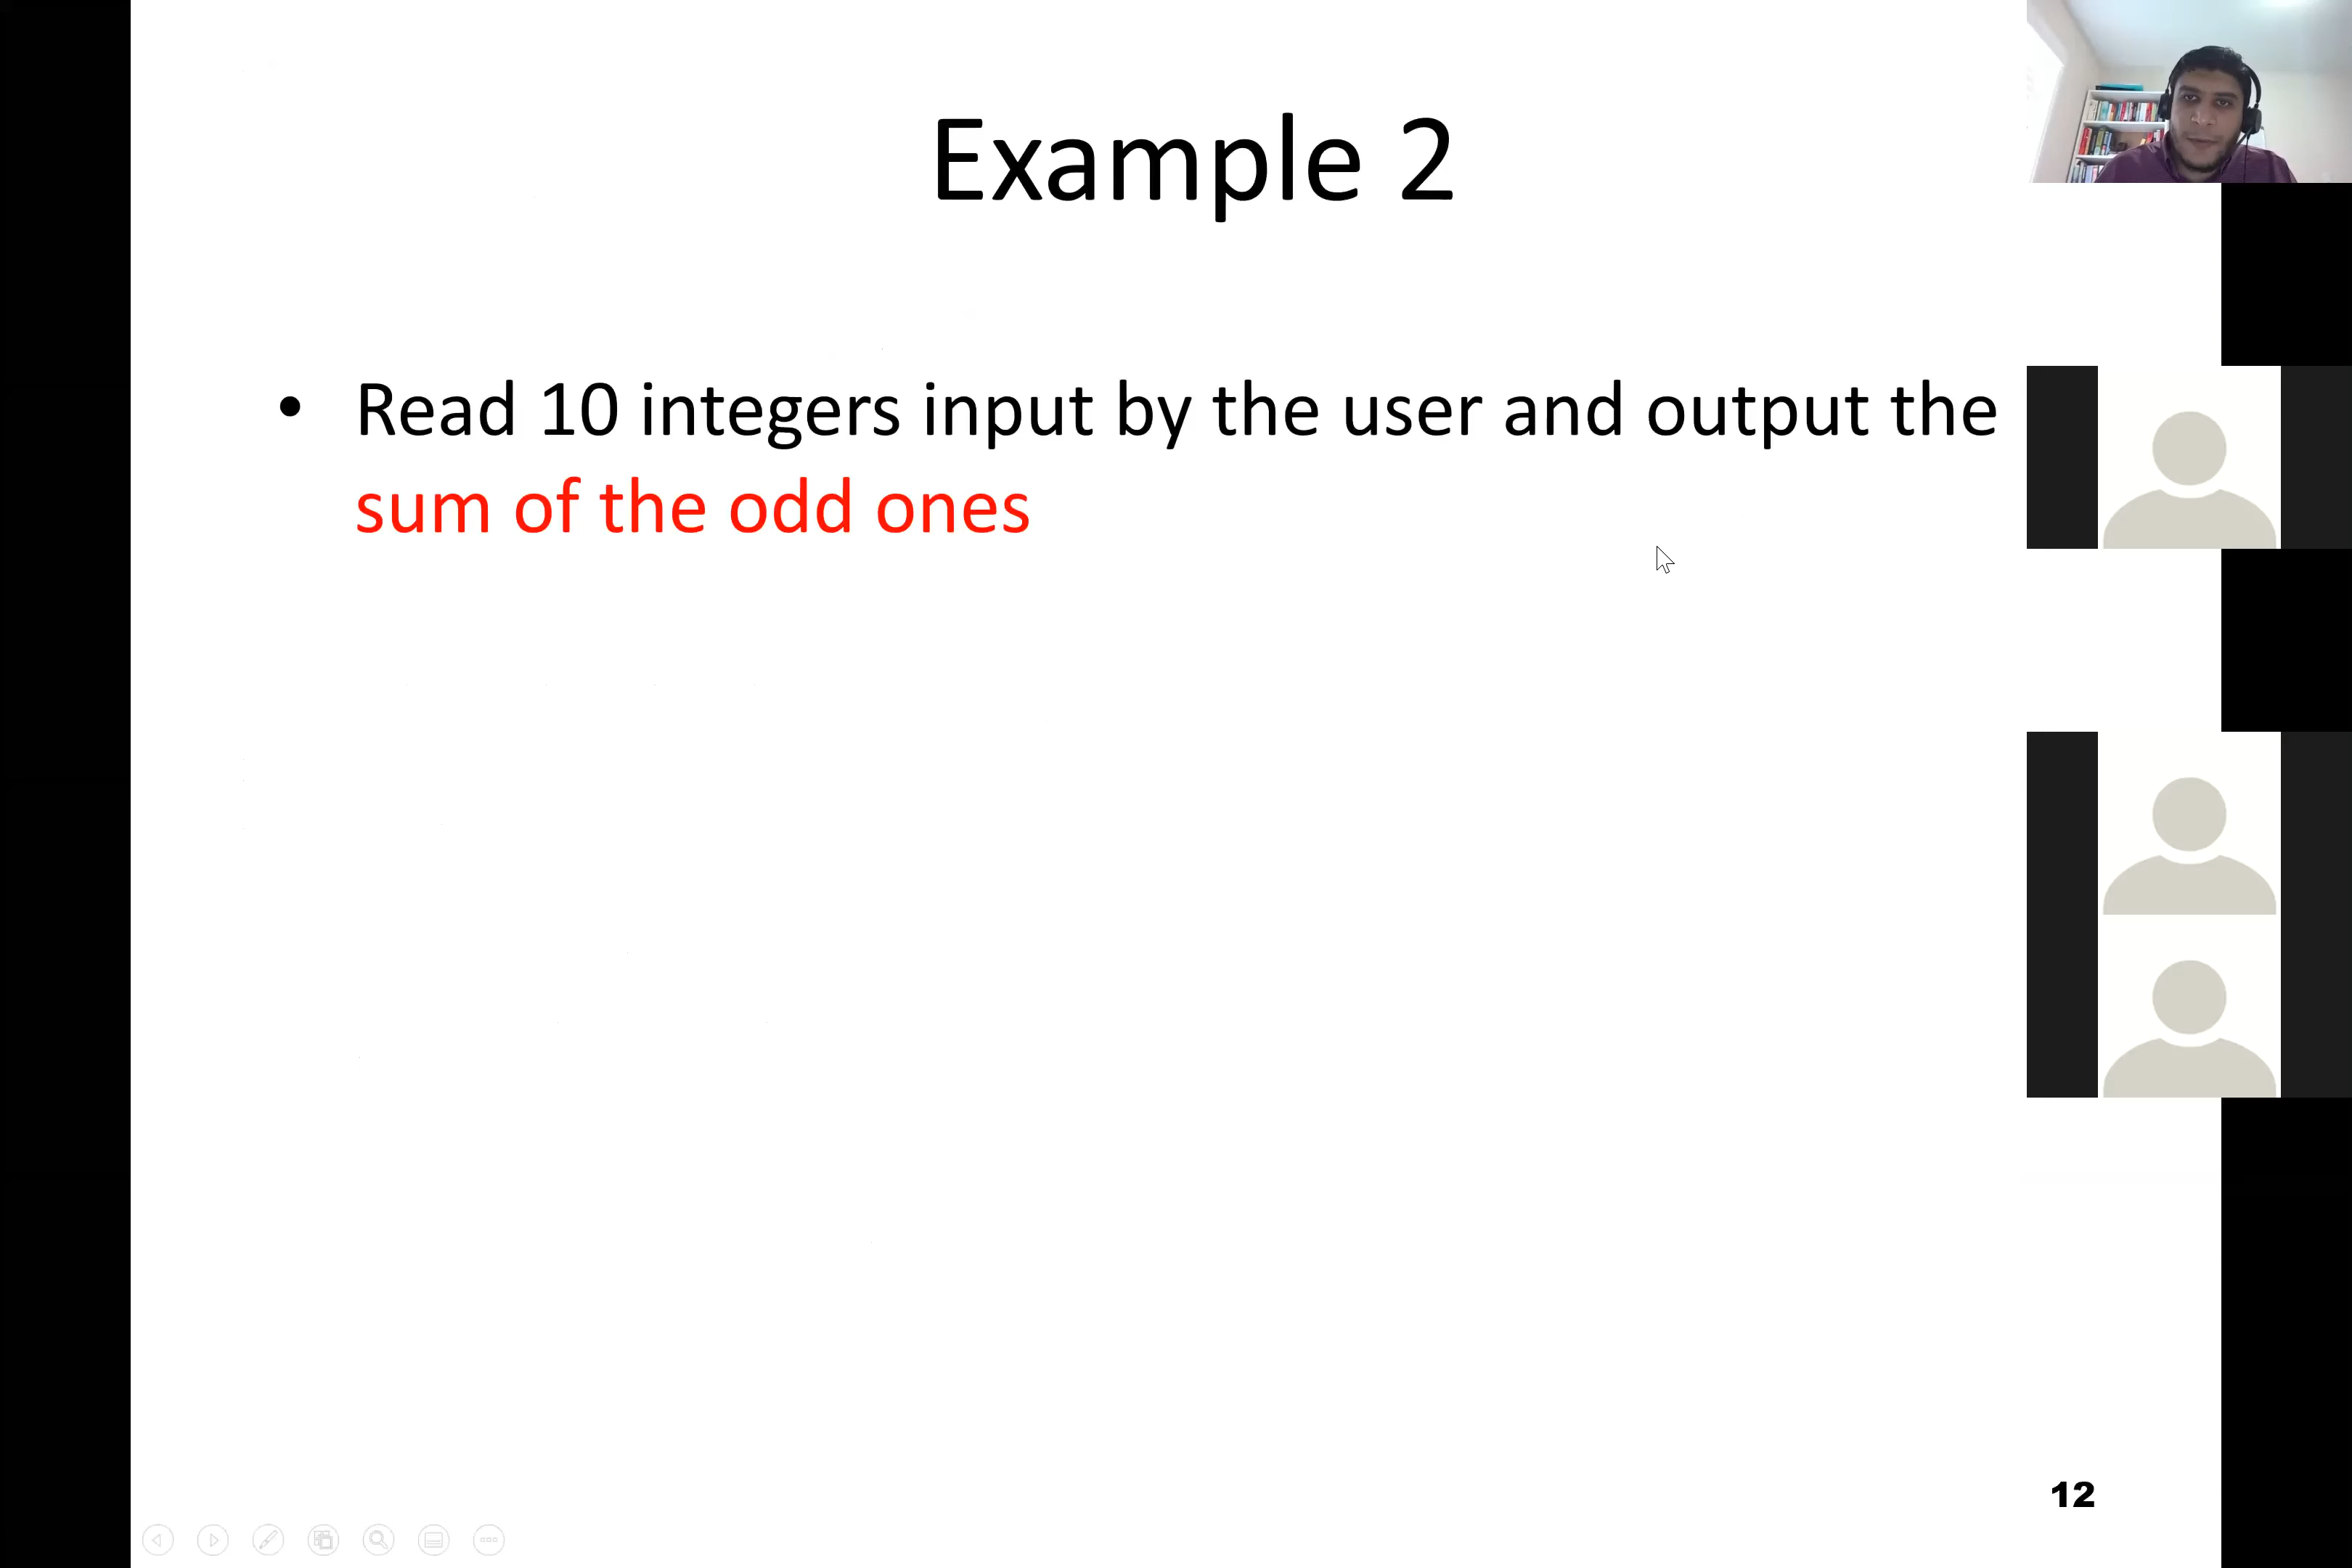 Example 2
• Read 10 integers input by the user and output the
sum of the odd ones
12